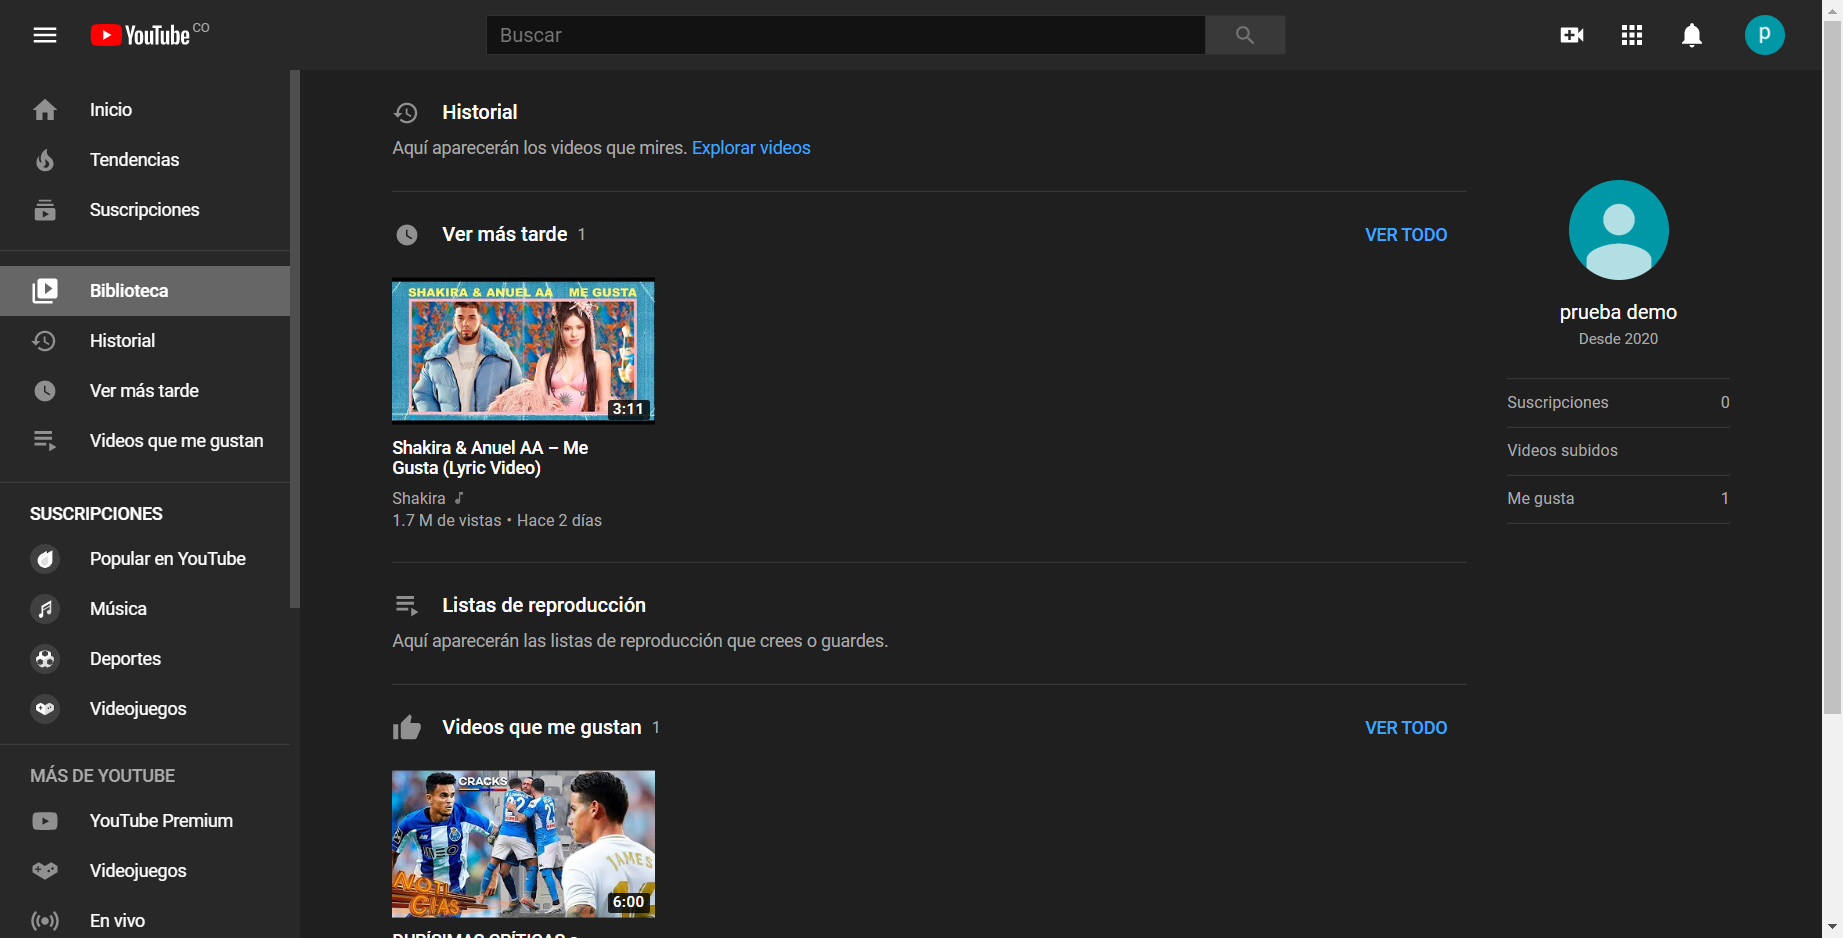 YouTube CO
Buscar
p
Inicio
Tendencias
Suscripciones
Biblioteca
Historial
Ver más tarde
Videos que me gustan
SUSCRIPCIONES
Popular en YouTube
Música
Deportes
Videojuegos
MÁS DE YOUTUBE
YouTube Premium
Videojuegos
En vivo
Historial
Aquí aparecerán los videos que mires. Explorar videos
Ver más tarde 1
VER TODO
SHAKIRA & ANUEL AA ME GUSTA
3:11
Shakira & Anuel AA – Me
Gusta (Lyric Video)
Shakira
1.7 M de vistas • Hace 2 días
Listas de reproducción
Aquí aparecerán las listas de reproducción que crees o guardes.
Videos que me gustan 1
VER TODO
CRACKS
22
21
MEO
JAMES
NOTI
CIAS
6:00
DURÍSIMAS CRÍTICAS a
prueba demo
Desde 2020
Suscripciones 0
Videos subidos
Me gusta 1